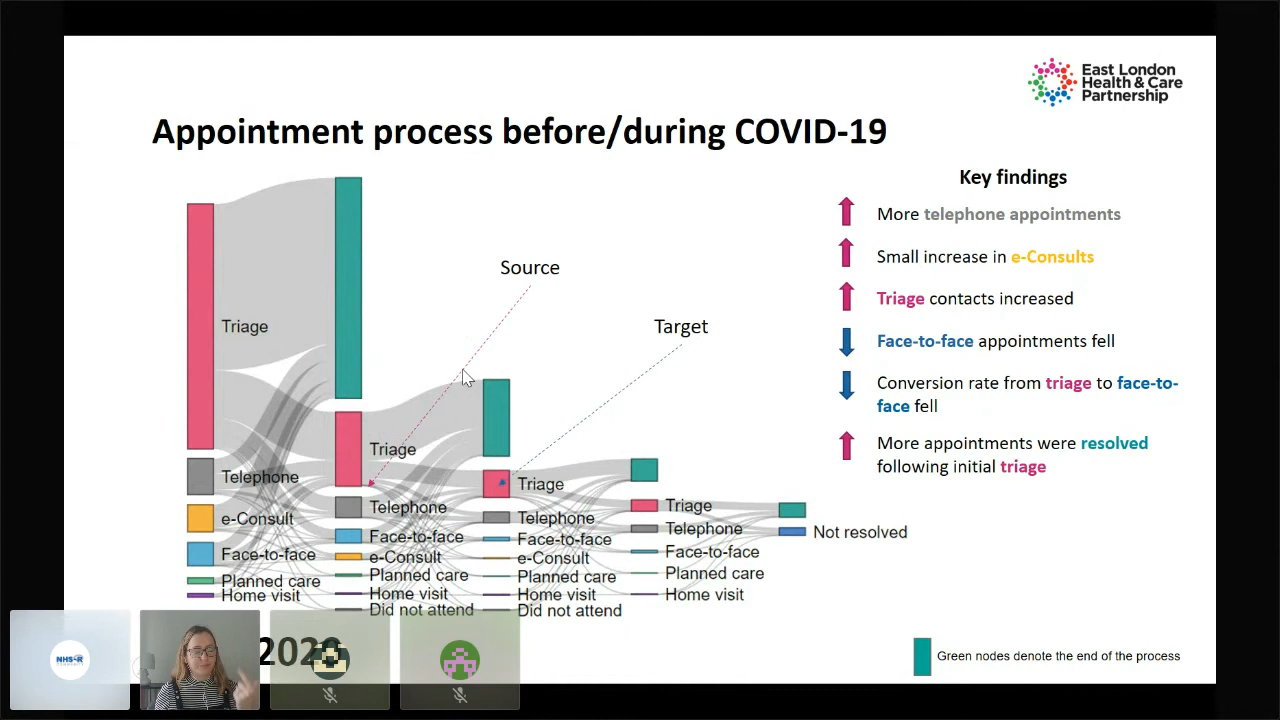 East London
Health & Care
Partnership
Appointment process before/during COVID-19
Key findings
More telephone appointments
Small increase in e-Consults
Triage contacts increased
Face-to-face appointments fell
Conversion rate from triage to face-to-
face fell
More appointments were resolved
following initial triage
Source
Target
Triage
Telephone
e-Consult
Face-to-face
Planned care
Home visit
Triage
Telephone
Face-to-face
e-Consult
Planned care
Home visit
Did not attend
Triage
Telephone
Face-to-face
e-Consult
Planned care
Home visit
Did not attend
Triage
Telephone
Face-to-face
Planned care
Home visit
Not resolved
2020
Green nodes denote the end of the process
NHS-R